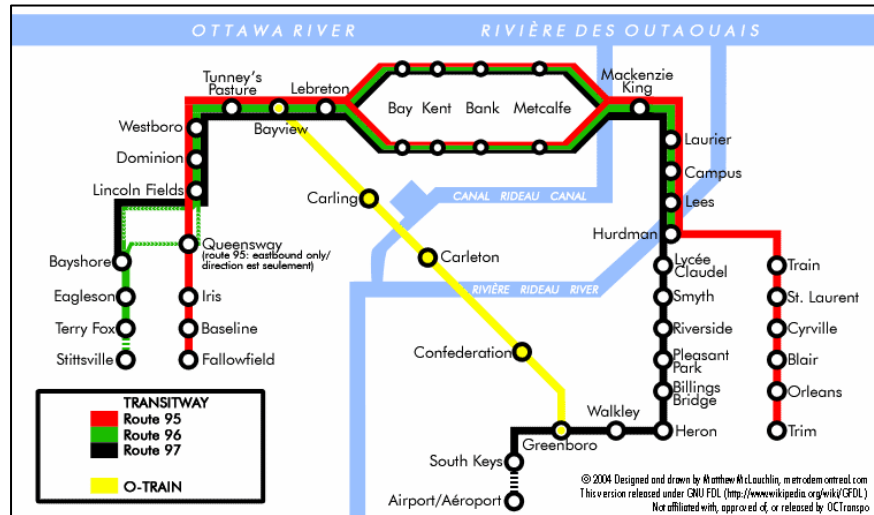 OTTAWA RIVER
RIVIÈRE DES OUTAOUAIS
Tunney's
Pasture
Lebreton
Mackenzie
King
Bay
Kent
Bank
Metcalfe
Bayview
Westboro
Dominion
Lincoln Fields
Laurier
Campus
Lees
Hurdman
Carling
CANAL RIDEAU CANAL
Queensway
(route 95: eastbound only/
direction est seulement)
Bayshore
Eagleson
Terry Fox
Stittsville
Iris
Baseline
Fallowfield
Carleton
RIVIÈRE RIDEAU RIVER
Confederation
Lycée
Claudel
Smyth
Riverside
Pleasant
Park
Billings
Bridge
Heron
Walkley
Greenboro
South Keys
Airport/Aéroport
Train
St. Laurent
Cyrville
Blair
Orleans
Trim
TRANSITWAY
Route 95
Route 96
Route 97
O-TRAIN
© 2004 Designed and drawn by Matthew McLauchlin, metrodemontreal.com
This version released under GNU FDL (http://www.wikipedia.org/wiki/GFDL)
Not affiliated with, approved of, or released by OCTranspo